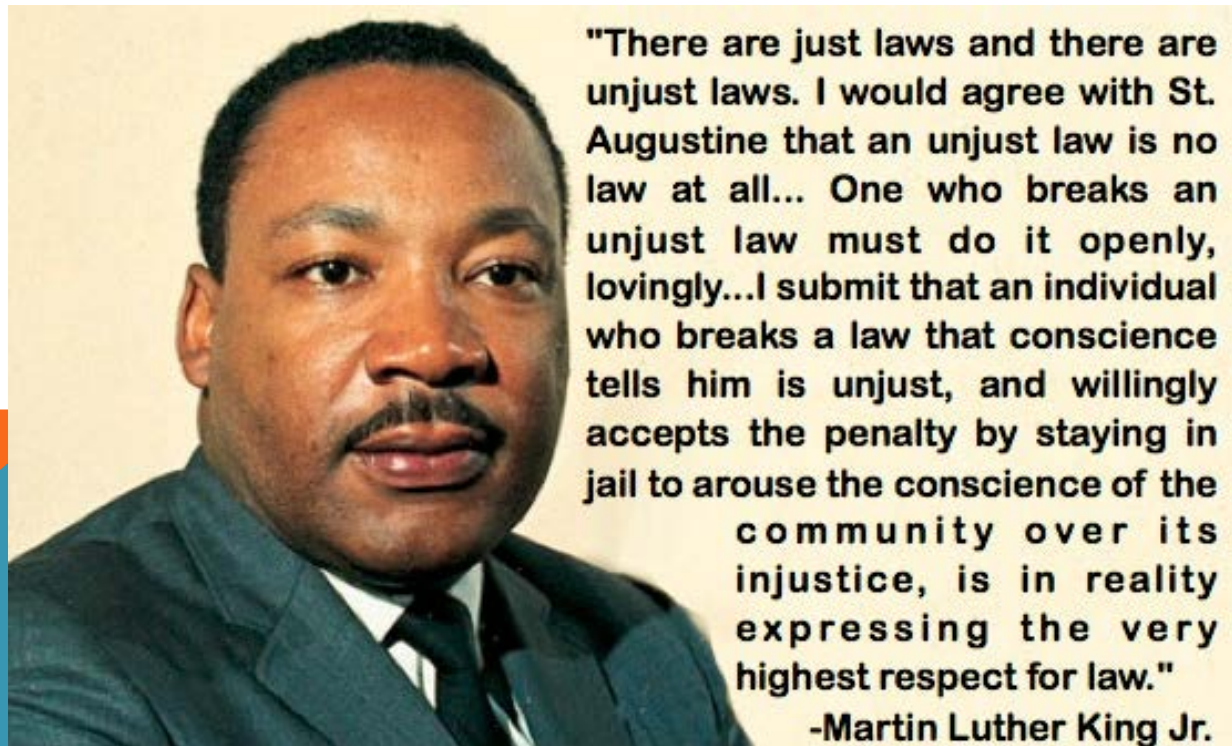 "There are just laws and there are
unjust laws. I would agree with St.
Augustine that an unjust law is no
law at all... One who breaks an
unjust law must do it openly,
lovingly...I submit that an individual
who breaks a law that conscience
tells him is unjust, and willingly
accepts the penalty by staying in
jail to arouse the conscience of the
community over its
injustice, is in reality
expressing the very
highest respect for law."
-Martin Luther King Jr.